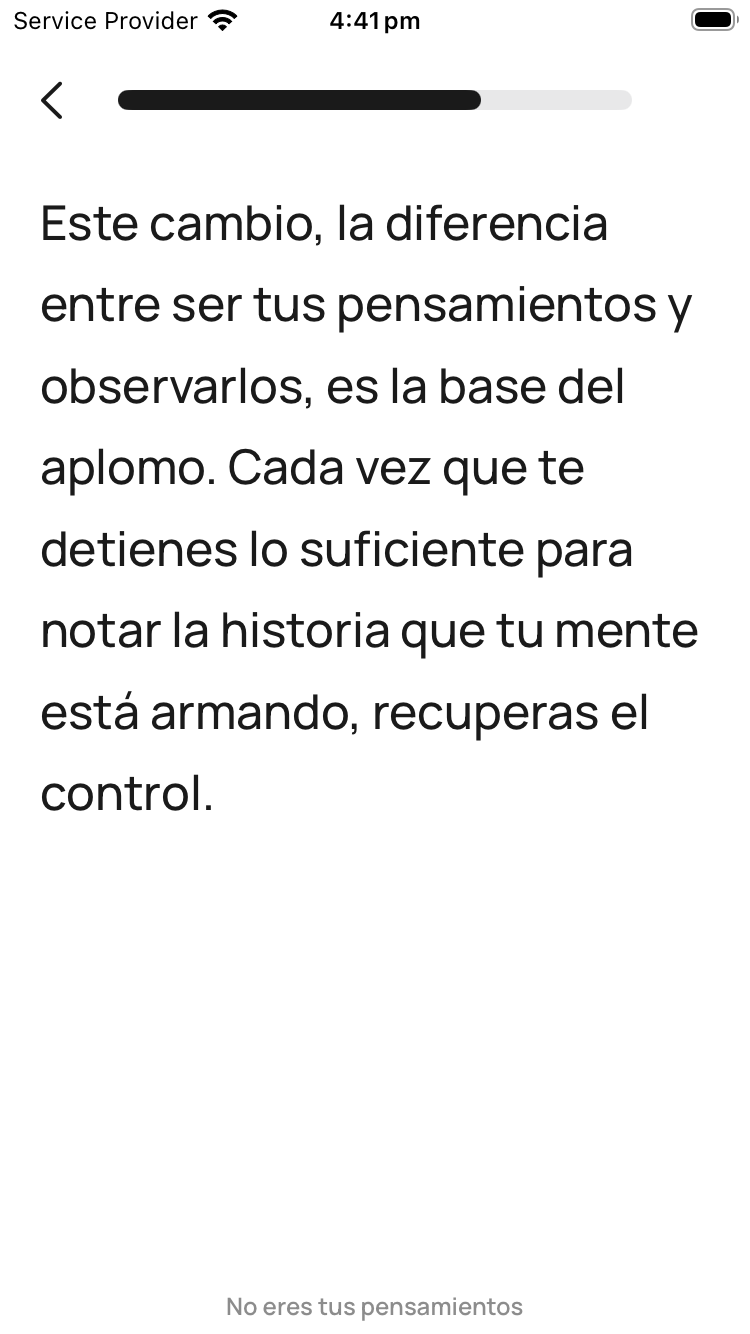 Service Provider 4:41 pm
Este cambio, la diferencia
entre ser tus pensamientos y
observarlos, es la base del
aplomo. Cada vez que te
detienes lo suficiente para
notar la historia que tu mente
está armando, recuperas el
control.
No eres tus pensamientos